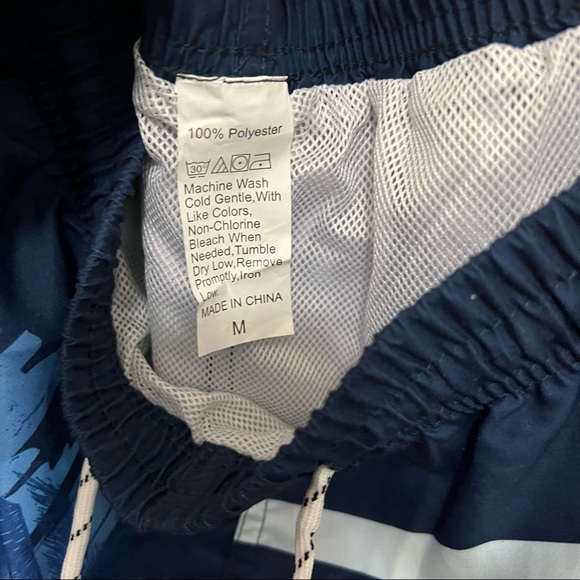 100% Polyester
30°
Machine Wash
Cold Gentle,With
Like Colors,
Non-Chlorine
Bleach When
Needed,Tumble
Dry Low,Remove
Promptly,Iron
Low.
MADE IN CHINA
M